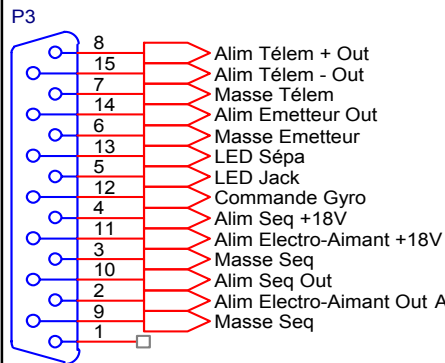 P3
8 Alim Télem + Out
15 Alim Télem - Out
7 Masse Télem
14 Alim Emetteur Out
6 Masse Emetteur
13 LED Sépa
5 LED Jack
12 Commande Gyro
4 Alim Seq +18V
11 Alim Electro-Aimant +18V
3 Masse Seq
10 Alim Seq Out
2 Alim Electro-Aimant Out A
9 Masse Seq
1